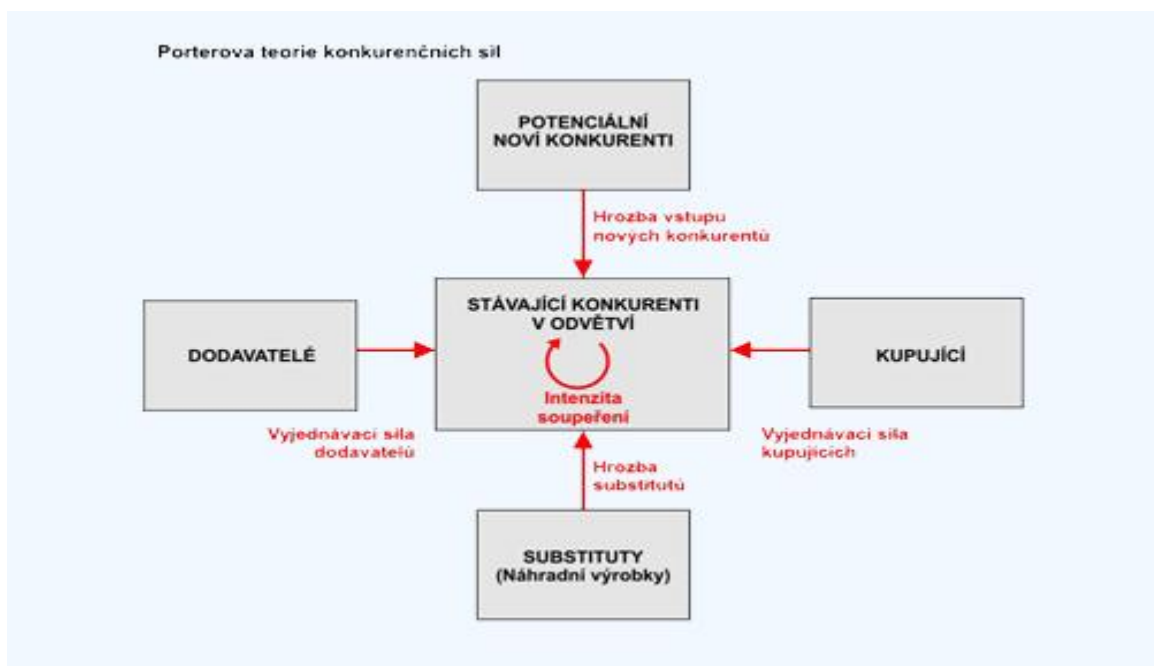 Porterova teorie konkurenčních sil
POTENCIÁLNÍ
NOVÍ KONKURENTI
Hrozba vstupu
nových konkurentů
STÁVAJÍCÍ KONKURENTI
V ODVĚTVÍ
Intenzita
soupeření
DODAVATELÉ
Vyjednávací síla
dodavatelů
KUPUJÍCÍ
Vyjednávací síla
kupujících
Hrozba
substitutů
SUBSTITUTY
(Náhradní výrobky)